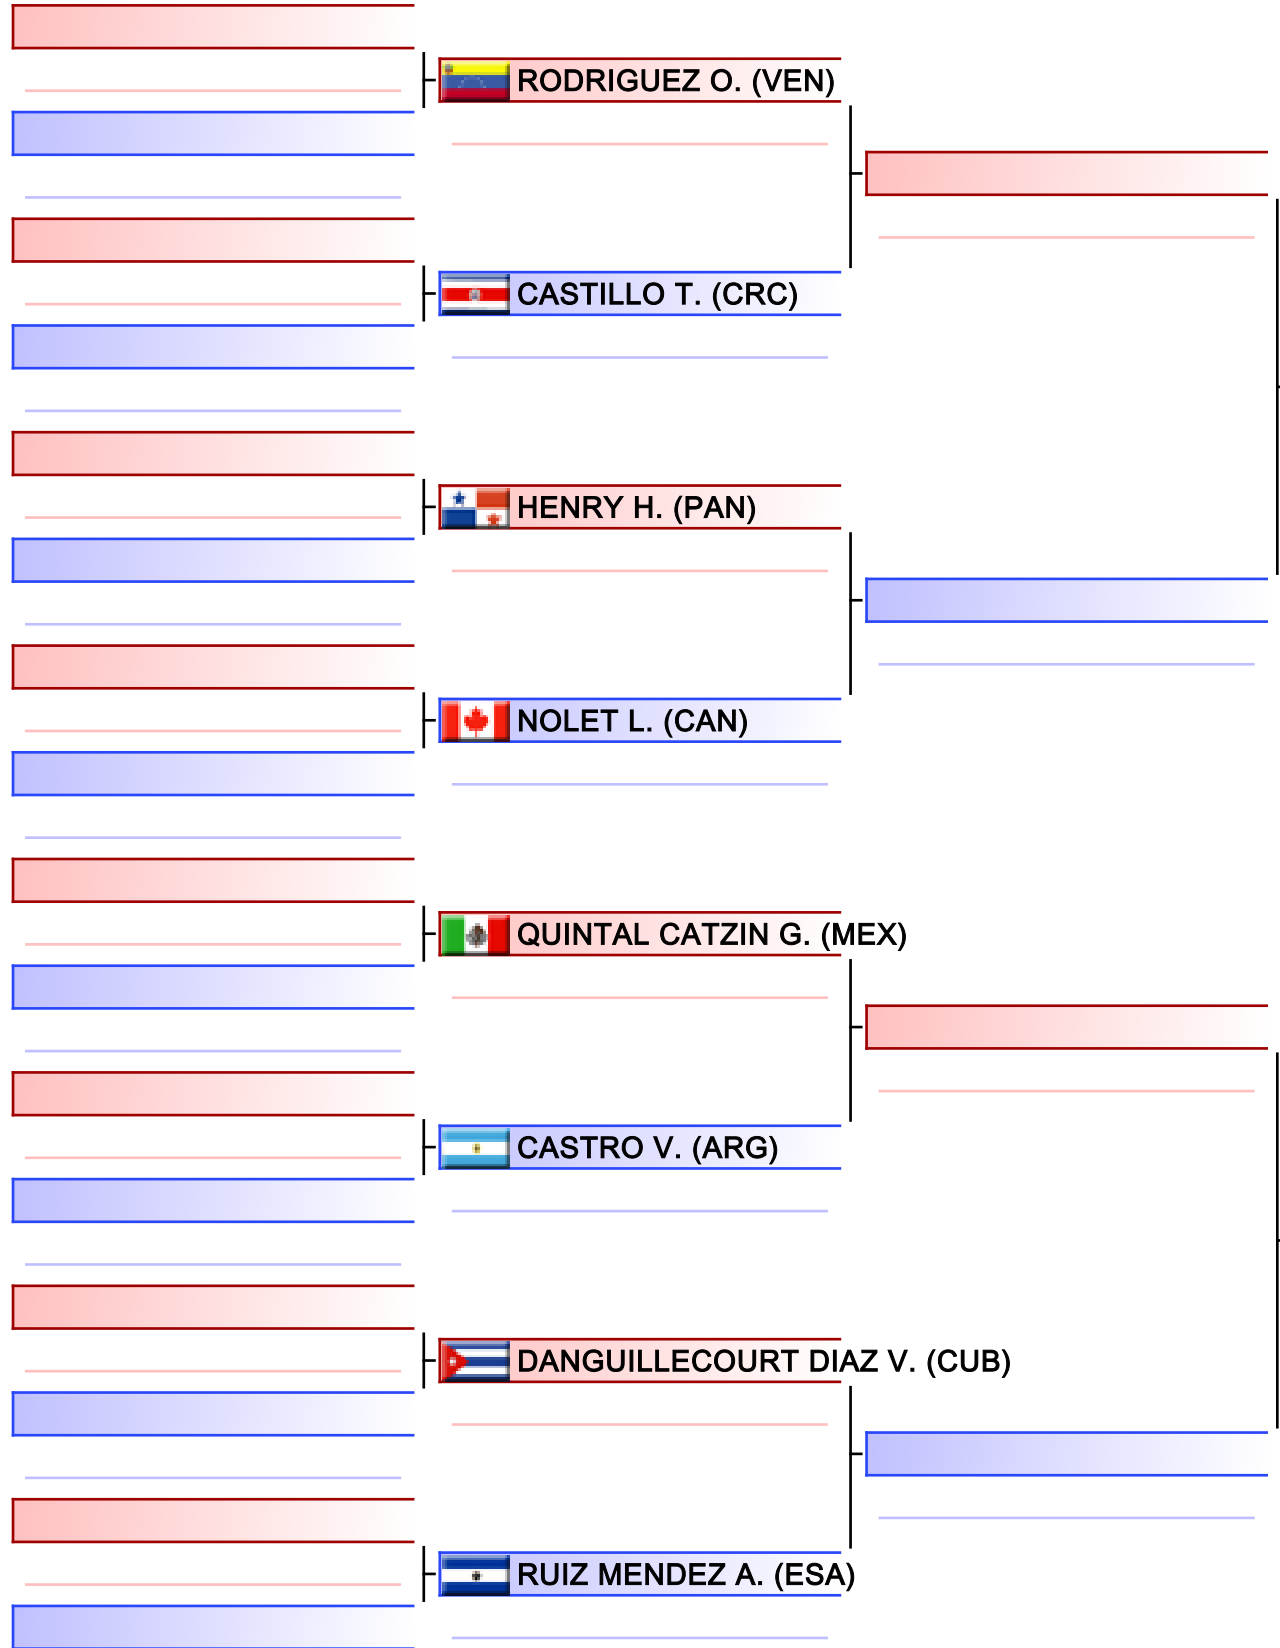 RODRIGUEZ O. (VEN)
CASTILLO T. (CRC)
HENRY H. (PAN)
NOLET L. (CAN)
QUINTAL CATZIN G. (MEX)
CASTRO V. (ARG)
DANGUILLECOURT DIAZ V. (CUB)
RUIZ MENDEZ A. (ESA)